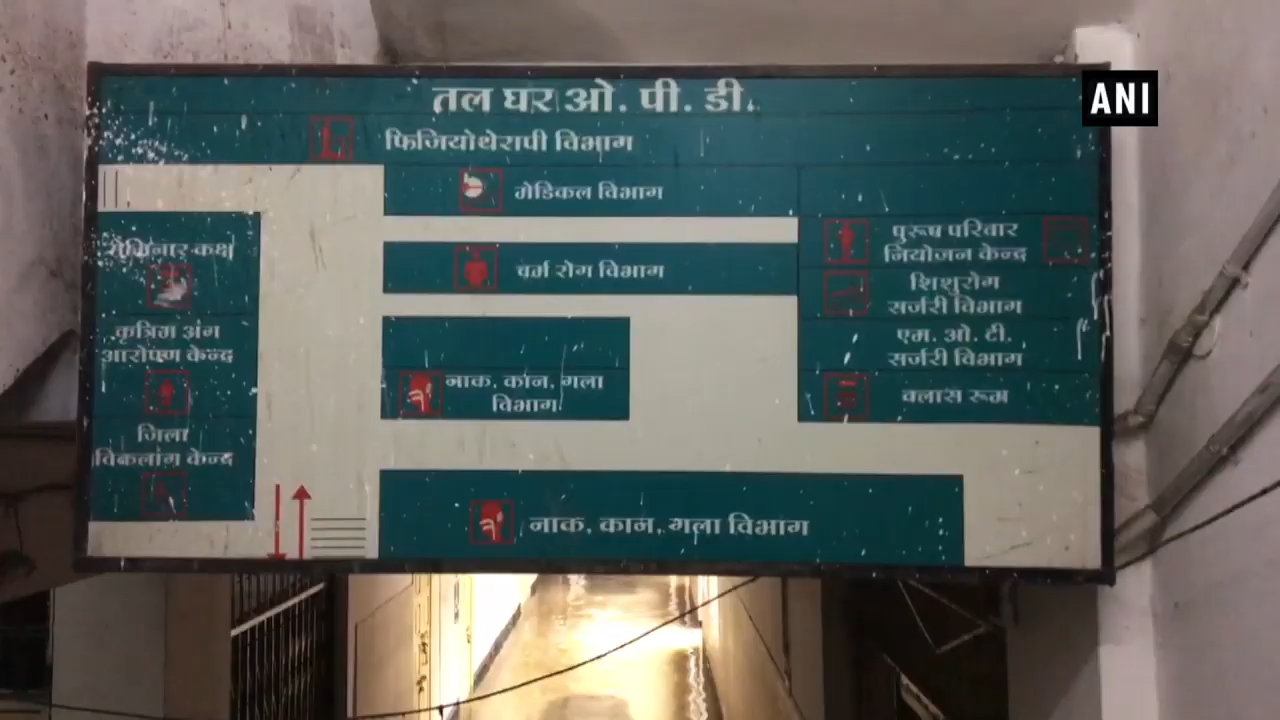 तल घर ओ. पी. डी.
ANI
फिजियोथेरापी विभाग
मेडिकल विभाग
सेमिनार कक्ष
चर्म रोग विभाग
पुरूष परिवार
नियोजन केन्द्र
शिशुरोग
सर्जरी विभाग
एम. ओ. टी.
सर्जरी विभाग
क्लास रूम
कृत्रिम अंग
आरोपण केन्द्र
नाक, कान, गला
विभाग
जिला
विकलांग केन्द्र
नाक, कान, गला विभाग